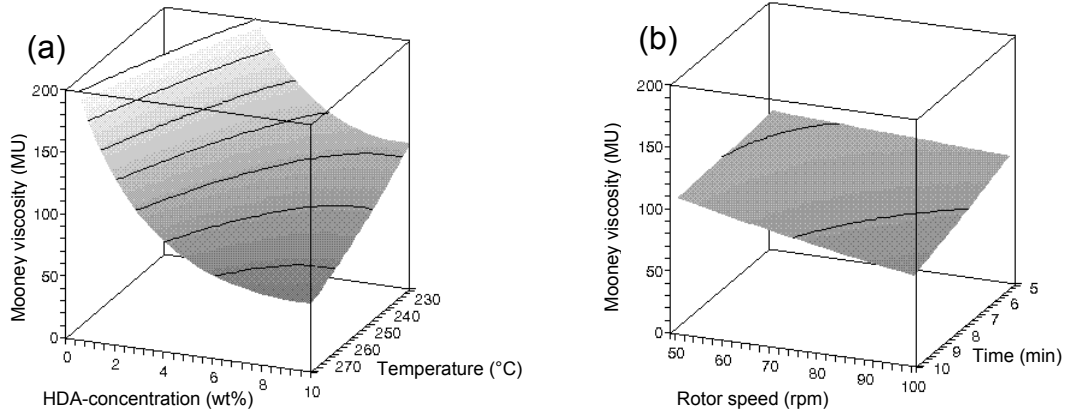 (a)
Mooney viscosity (MU)
200
150
100
50
0
0 2 4 6 8 10
HDA-concentration (wt%)
270 260 250 240 230
Temperature (°C)
(b)
Mooney viscosity (MU)
200
150
100
50
0
50 60 70 80 90 100
Rotor speed (rpm)
10 9 8 7 6 5
Time (min)